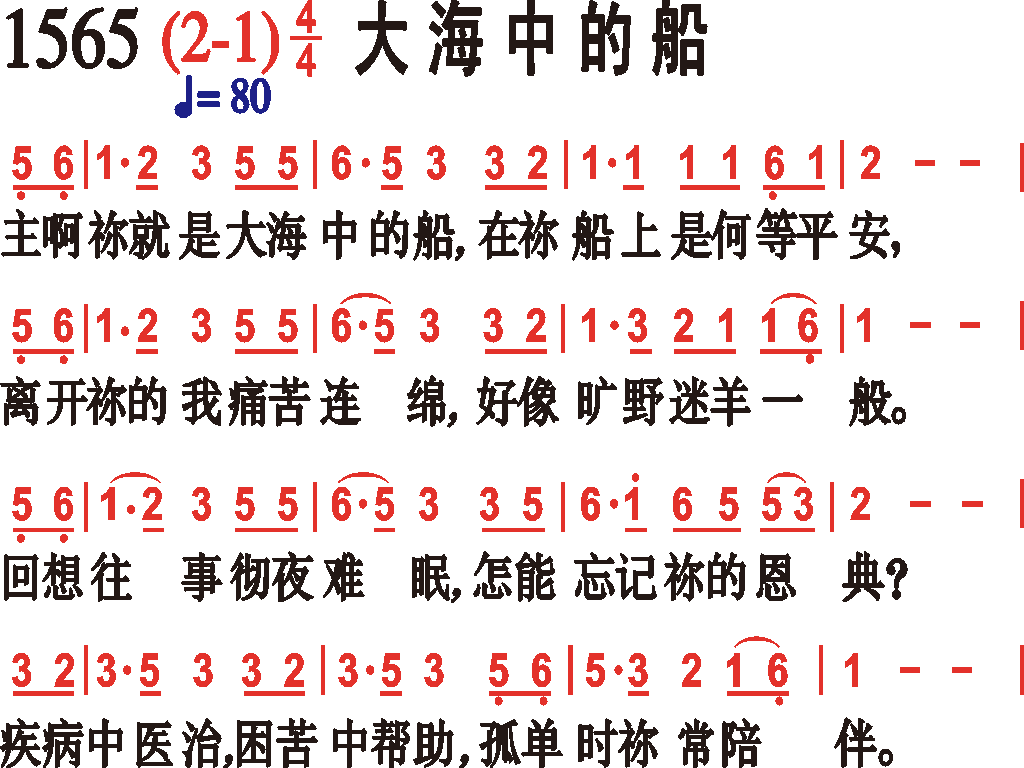 1565 (2-1) 4/4 大海中的船
♩= 80
5 6 | 1·2 3 5 5 | 6·5 3 3 2 | 1·1 1 1 6 1 | 2 － － |
主啊祢就是大海中的船,在祢船上是何等平安,
5 6 | 1·2 3 5 5 | 6·5 3 3 2 | 1·3 2 1 1 6 | 1 － － |
离开祢的我痛苦连 绵,好像旷野迷羊一 般。
5 6 | 1·2 3 5 5 | 6·5 3 3 5 | 6·1 6 5 5 3 | 2 － － |
回想往 事彻夜难 眠,怎能忘记祢的恩 典?
3 2 | 3·5 3 3 2 | 3·5 3 5 6 | 5·3 2 1 6 | 1 － － |
疾病中医治,困苦中帮助,孤单时祢常陪 伴。